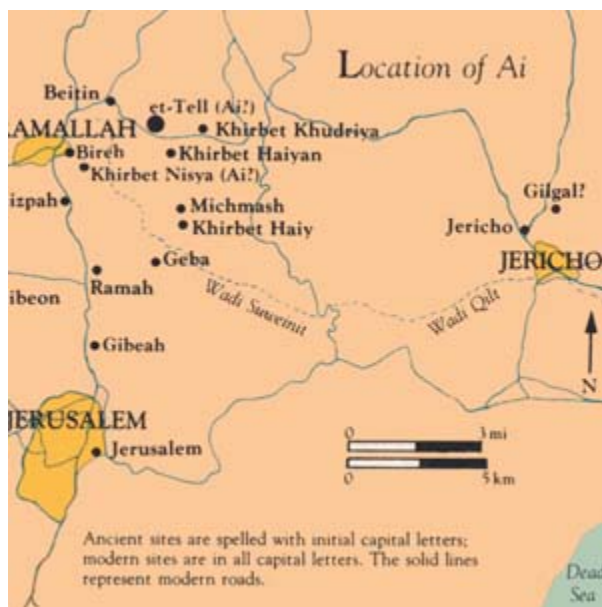 Location of Ai
Beitin
et-Tell (Ai?)
AMALLAH
Khirbet Khudriya
Bireh
Khirbet Haiyan
Khirbet Nisya (Ai?)
izpah
Michmash
Khirbet Haiy
Gilgal?
Jericho
JERICHO
Geba
Ramah
ibeon
Wadi Suweinit
Wadi Qilt
Gibeah
N
JERUSALEM
Jerusalem
0 3 mi
0 5 km
Ancient sites are spelled with initial capital letters;
modern sites are in all capital letters. The solid lines
represent modern roads.
Dead
Sea